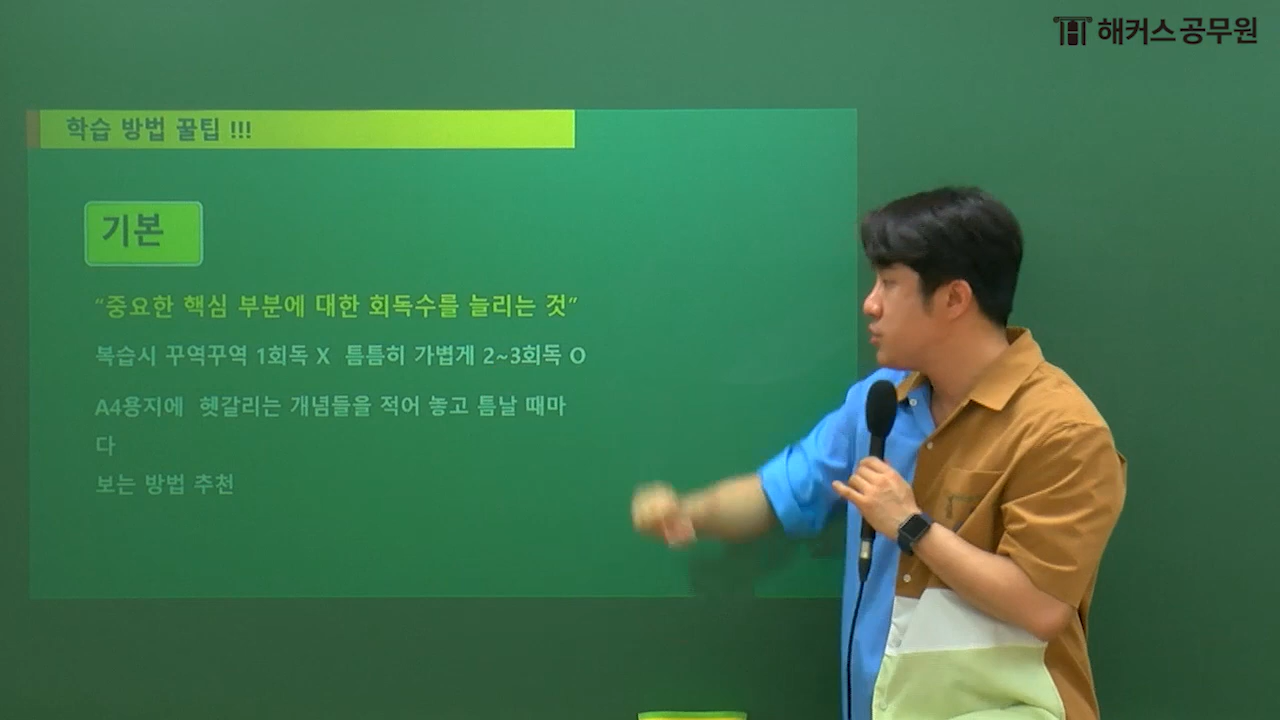 해커스공무원
학습 방법 꿀팁 !!!
기본
“중요한 핵심 부분에 대한 회독수를 늘리는 것”
복습시 꾸역꾸역 1회독 X 틈틈히 가볍게 2~3회독 O
A4용지에 헷갈리는 개념들을 적어 놓고 틈날 때마
다
보는 방법 추천